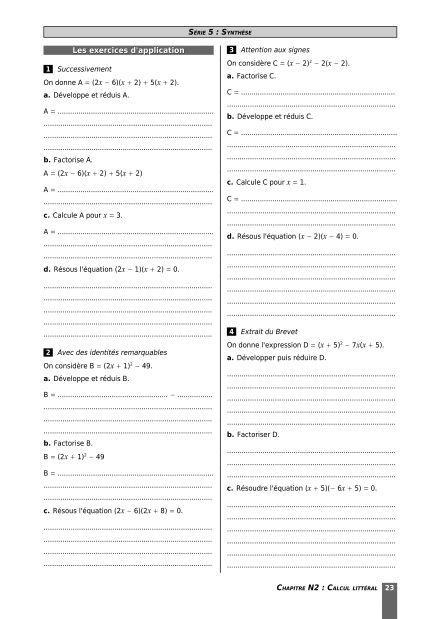 SÉRIE 5 : SYNTHÈSE
Les exercices d'application
1 Successivement
On donne A = (2x − 6)(x + 2) + 5(x + 2).
a. Développe et réduis A.
A = ..........................................................................
..........................................................................
..........................................................................
..........................................................................
b. Factorise A.
A = (2x − 6)(x + 2) + 5(x + 2)
A = ..........................................................................
..........................................................................
c. Calcule A pour x = 3.
A = ..........................................................................
..........................................................................
..........................................................................
d. Résous l'équation (2x − 1)(x + 2) = 0.
..........................................................................
..........................................................................
..........................................................................
..........................................................................
..........................................................................
2 Avec des identités remarquables
On considère B = (2x + 1)² − 49.
a. Développe et réduis B.
B = .................................................... − .................
..........................................................................
..........................................................................
..........................................................................
b. Factorise B.
B = (2x + 1)² − 49
B = ..........................................................................
..........................................................................
..........................................................................
c. Résous l'équation (2x − 6)(2x + 8) = 0.
..........................................................................
..........................................................................
..........................................................................
..........................................................................
3 Attention aux signes
On considère C = (x − 2)² − 2(x − 2).
a. Factorise C.
C = ..........................................................................
..........................................................................
b. Développe et réduis C.
C = ..........................................................................
..........................................................................
..........................................................................
..........................................................................
c. Calcule C pour x = 1.
C = ..........................................................................
..........................................................................
..........................................................................
d. Résous l'équation (x − 2)(x − 4) = 0.
..........................................................................
..........................................................................
..........................................................................
..........................................................................
..........................................................................
..........................................................................
4 Extrait du Brevet
On donne l'expression D = (x + 5)² − 7x(x + 5).
a. Développer puis réduire D.
..........................................................................
..........................................................................
..........................................................................
..........................................................................
..........................................................................
b. Factoriser D.
..........................................................................
..........................................................................
..........................................................................
c. Résoudre l'équation (x + 5)(− 6x + 5) = 0.
..........................................................................
..........................................................................
..........................................................................
..........................................................................
..........................................................................
..........................................................................
CHAPITRE N2 : CALCUL LITTÉRAL 23